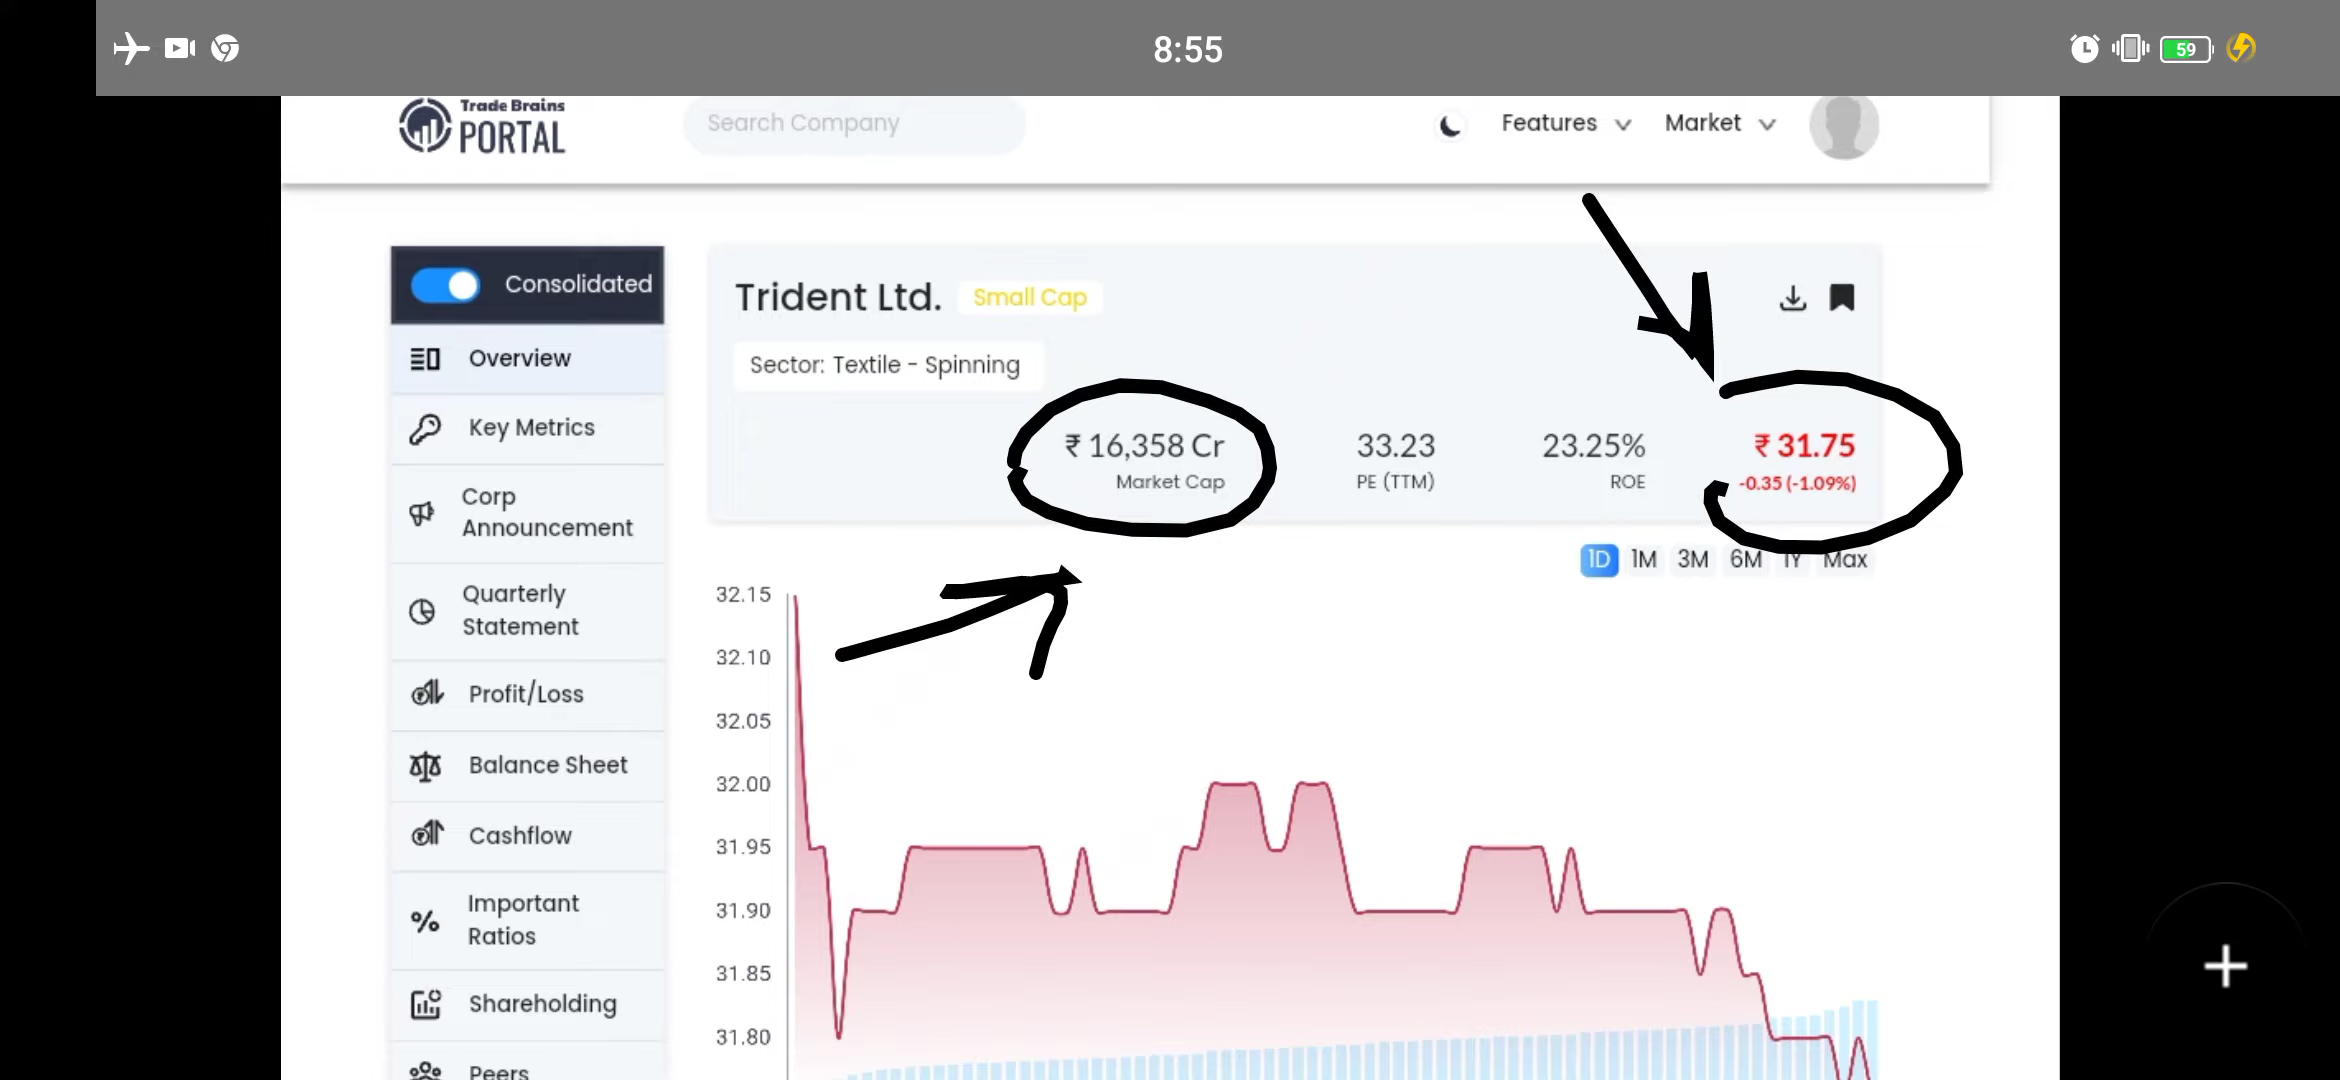 8:55
59
Trade Brains
PORTAL
Search Company
Features
Market
Consolidated
Overview
Key Metrics
Corp
Announcement
Quarterly
Statement
Profit/Loss
Balance Sheet
Cashflow
Important
Ratios
Shareholding
Peers
Trident Ltd.
Small Cap
Sector: Textile - Spinning
₹ 16,358 Cr
Market Cap
33.23
PE (TTM)
23.25%
ROE
₹ 31.75
-0.35 (-1.09%)
1D 1M 3M 6M 1Y Max
32.15
32.10
32.05
32.00
31.95
31.90
31.85
31.80